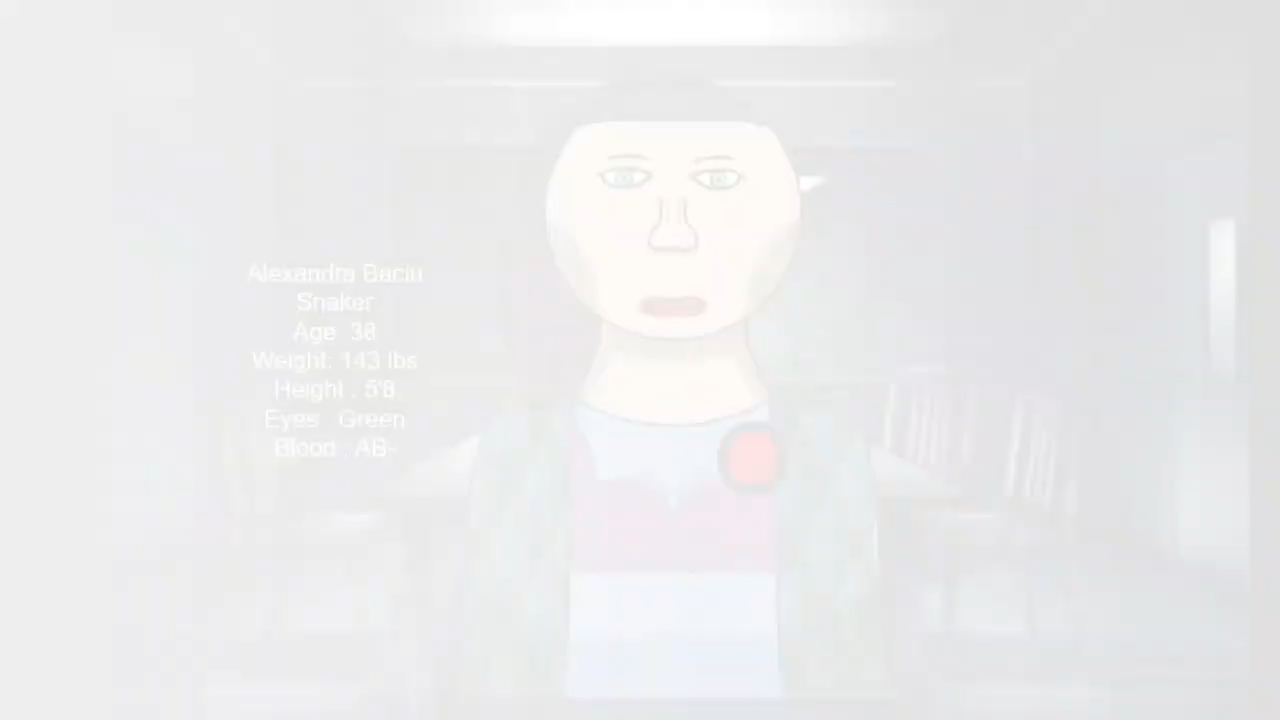 Alexandra Baciu
Snaker
Age  38
Weight: 143 lbs
Height : 5'8
Eyes : Green
Blood : AB-